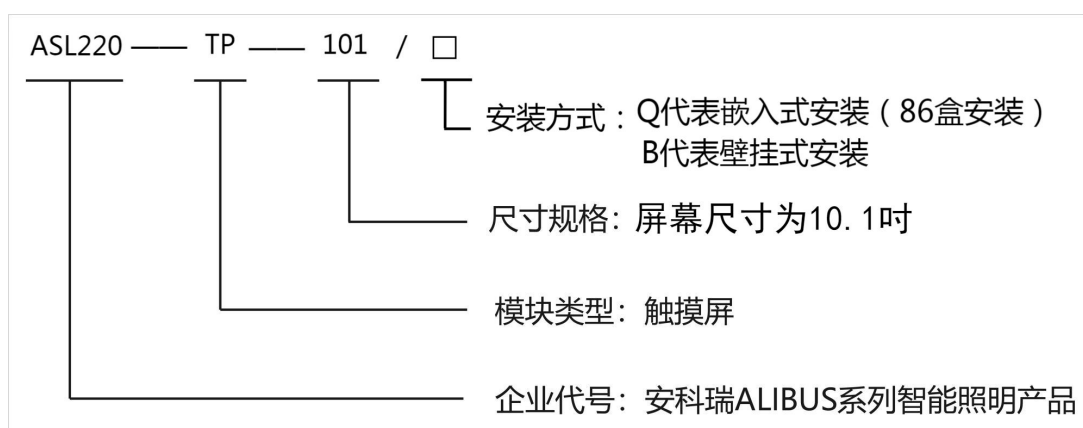 ASL220 —— TP —— 101 / □
安装方式：Q代表嵌入式安装（86盒安装）
B代表壁挂式安装
尺寸规格：屏幕尺寸为10.1吋
模块类型：触摸屏
企业代号：安科瑞ALIBUS系列智能照明产品